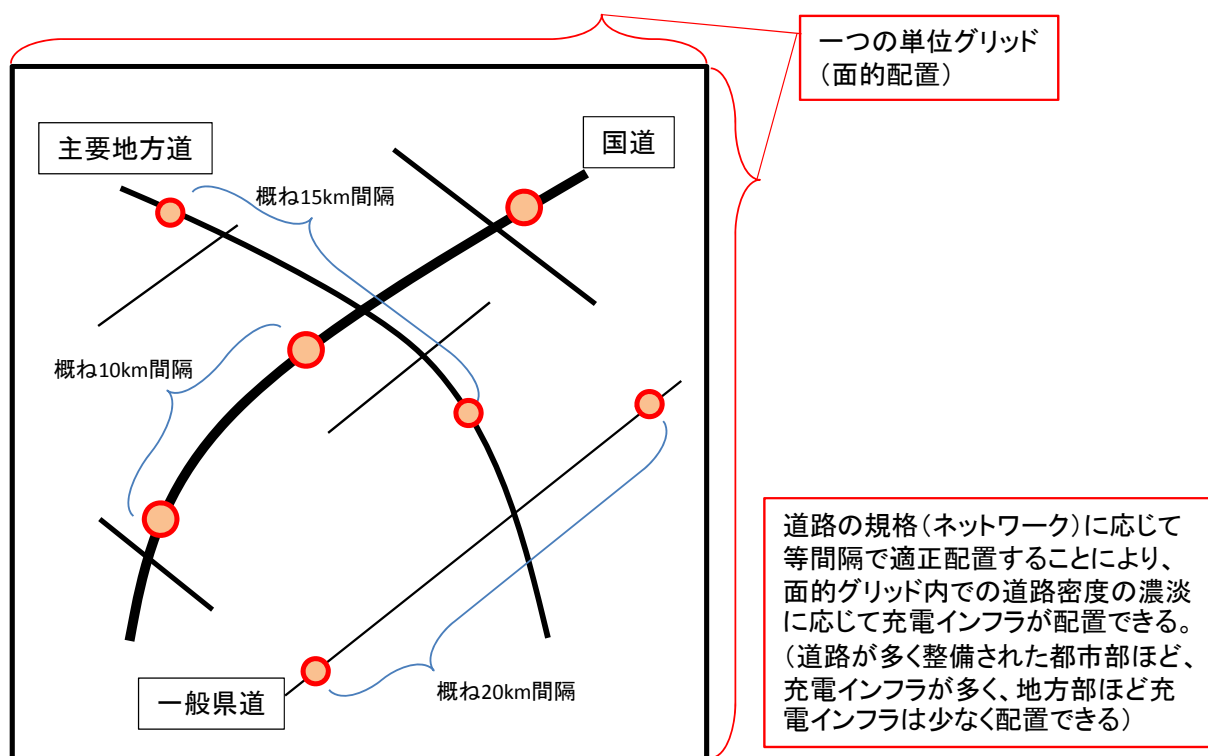 一つの単位グリッド
(面的配置)
主要地方道
国道
概ね15km間隔
概ね10km間隔
道路の規格(ネットワーク)に応じて
等間隔で適正配置することにより、
面的グリッド内での道路密度の濃淡
に応じて充電インフラが配置できる。
(道路が多く整備された都市部ほど、
充電インフラが多く、地方部ほど充
電インフラは少なく配置できる)
概ね20km間隔
一般県道